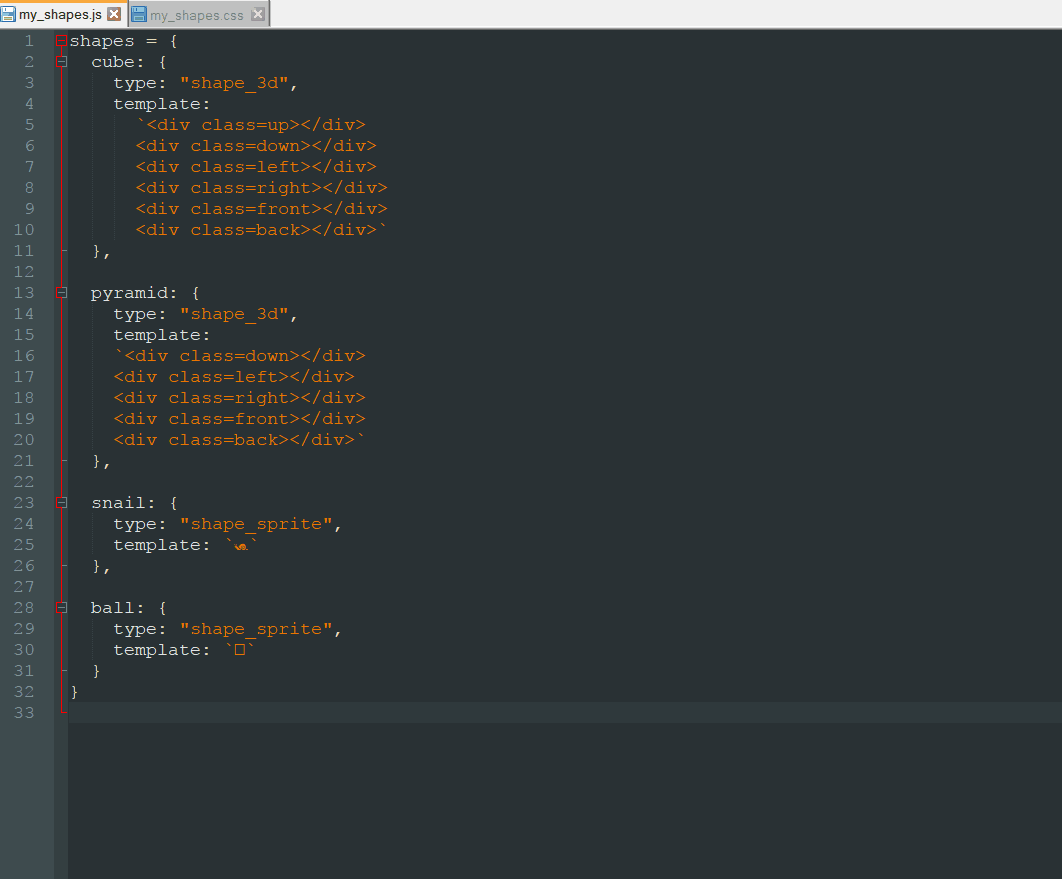 my_shapes.js my_shapes.css
1 shapes = {
2 cube: {
3 type: "shape_3d",
4 template:
5 `<div class=up></div>
6 <div class=down></div>
7 <div class=left></div>
8 <div class=right></div>
9 <div class=front></div>
10 <div class=back></div>`
11 },
12
13 pyramid: {
14 type: "shape_3d",
15 template:
16 `<div class=down></div>
17 <div class=left></div>
18 <div class=right></div>
19 <div class=front></div>
20 <div class=back></div>`
21 },
22
23 snail: {
24 type: "shape_sprite",
25 template: `🐌`
26 },
27
28 ball: {
29 type: "shape_sprite",
30 template: `□`
31 }
32 }
33